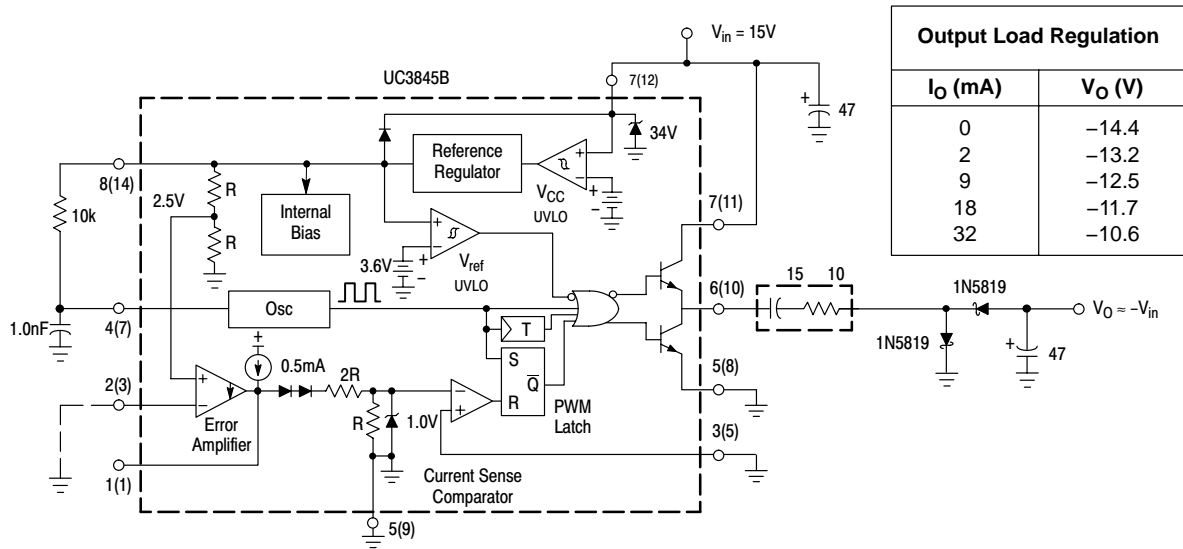 V_in = 15V
Output Load Regulation
I_O (mA) V_O (V)
0 −14.4
2 −13.2
9 −12.5
18 −11.7
32 −10.6
UC3845B
7(12)
+ 47
34V
8(14)
R
2.5V
R
10k
Internal
Bias
Reference
Regulator
+
−
V_CC
UVLO
+
−
7(11)
+
−
3.6V
+
−
V_ref
UVLO
15 10
6(10)
1N5819
V_O ≈ −V_in
1N5819
+ 47
Osc
4(7)
1.0nF
T
S
Q̅
R
PWM
Latch
5(8)
+
0.5mA
2(3)
+
−
Error
Amplifier
2R
R
1.0V
−
+
3(5)
Current Sense
Comparator
1(1)
5(9)